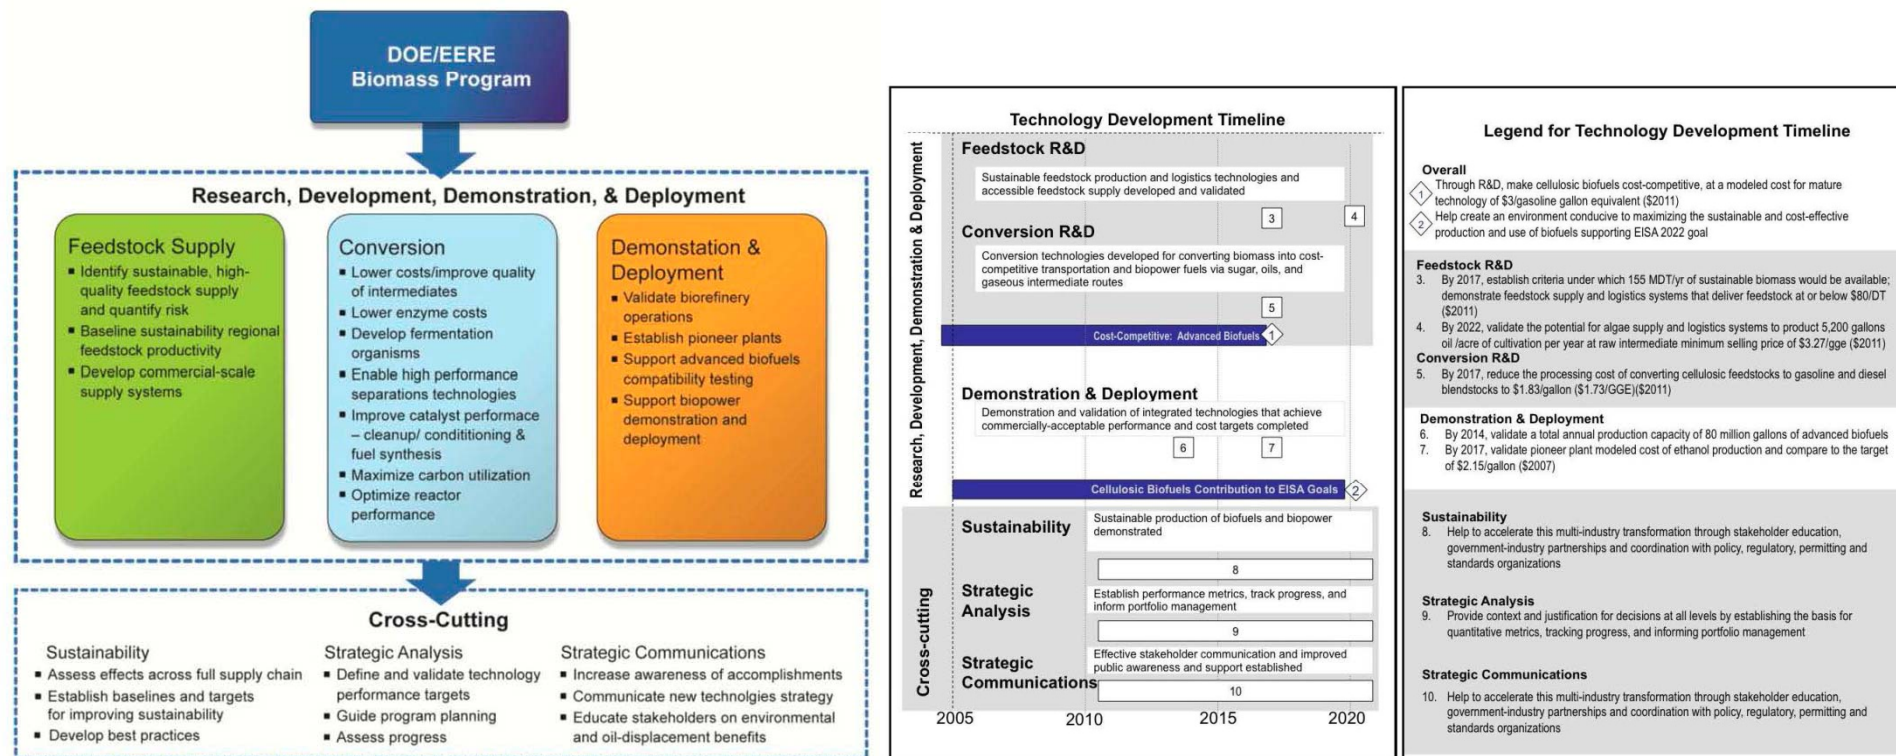 DOE/EERE
Biomass Program
Research, Development, Demonstration, & Deployment
Feedstock Supply
▪ Identify sustainable, high-
quality feedstock supply
and quantify risk
▪ Baseline sustainability regional
feedstock productivity
▪ Develop commercial-scale
supply systems
Conversion
▪ Lower costs/improve quality
of intermediates
▪ Lower enzyme costs
▪ Develop fermentation
organisms
▪ Enable high performance
separations technologies
▪ Improve catalyst performace
– cleanup/ condititioning &
fuel synthesis
▪ Maximize carbon utilization
▪ Optimize reactor
performance
Demonstation &
Deployment
▪ Validate biorefinery
operations
▪ Establish pioneer plants
▪ Support advanced biofuels
compatibility testing
▪ Support biopower
demonstration and
deployment
Cross-Cutting
Sustainability
▪ Assess effects across full supply chain
▪ Establish baselines and targets
for improving sustainability
▪ Develop best practices
Strategic Analysis
▪ Define and validate technology
performance targets
▪ Guide program planning
▪ Assess progress
Strategic Communications
▪ Increase awareness of accomplishments
▪ Communicate new technolgies strategy
▪ Educate stakeholders on environmental
and oil-displacement benefits
Technology Development Timeline
Research, Development, Demonstration & Deployment
Feedstock R&D
Sustainable feedstock production and logistics technologies and
accessible feedstock supply developed and validated
3
4
Conversion R&D
Conversion technologies developed for converting biomass into cost-
competitive transportation and biopower fuels via sugar, oils, and
gaseous intermediate routes
5
Cost-Competitive: Advanced Biofuels
1
Demonstration & Deployment
Demonstration and validation of integrated technologies that achieve
commercially-acceptable performance and cost targets completed
6
7
Cellulosic Biofuels Contribution to EISA Goals
2
Cross-cutting
Sustainability
Sustainable production of biofuels and biopower
demonstrated
8
Strategic
Analysis
Establish performance metrics, track progress, and
inform portfolio management
9
Strategic
Communications
Effective stakeholder communication and improved
public awareness and support established
10
2005
2010
2015
2020
Legend for Technology Development Timeline
Overall
1 Through R&D, make cellulosic biofuels cost-competitive, at a modeled cost for mature
technology of $3/gasoline gallon equivalent ($2011)
2 Help create an environment conducive to maximizing the sustainable and cost-effective
production and use of biofuels supporting EISA 2022 goal
Feedstock R&D
3. By 2017, establish criteria under which 155 MDT/yr of sustainable biomass would be available;
demonstrate feedstock supply and logistics systems that deliver feedstock at or below $80/DT
($2011)
4. By 2022, validate the potential for algae supply and logistics systems to product 5,200 gallons
oil /acre of cultivation per year at raw intermediate minimum selling price of $3.27/gge ($2011)
Conversion R&D
5. By 2017, reduce the processing cost of converting cellulosic feedstocks to gasoline and diesel
blendstocks to $1.83/gallon ($1.73/GGE)($2011)
Demonstration & Deployment
6. By 2014, validate a total annual production capacity of 80 million gallons of advanced biofuels
7. By 2017, validate pioneer plant modeled cost of ethanol production and compare to the target
of $2.15/gallon ($2007)
Sustainability
8. Help to accelerate this multi-industry transformation through stakeholder education,
government-industry partnerships and coordination with policy, regulatory, permitting and
standards organizations
Strategic Analysis
9. Provide context and justification for decisions at all levels by establishing the basis for
quantitative metrics, tracking progress, and informing portfolio management
Strategic Communications
10. Help to accelerate this multi-industry transformation through stakeholder education,
government-industry partnerships and coordination with policy, regulatory, permitting and
standards organizations